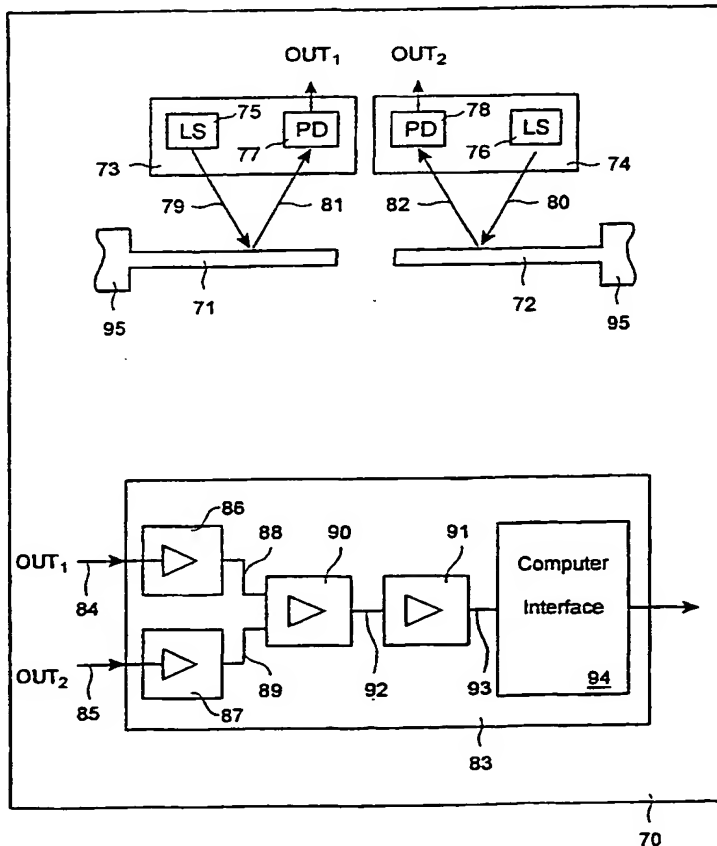 OUT₁ OUT₂
75 78
LS PD PD LS
73 77 76 74
79 81 82 80
71 72
95 95
86
88 90 91
OUT₁
84
Computer
Interface
OUT₂
85
89 92 93 94
87
83
70